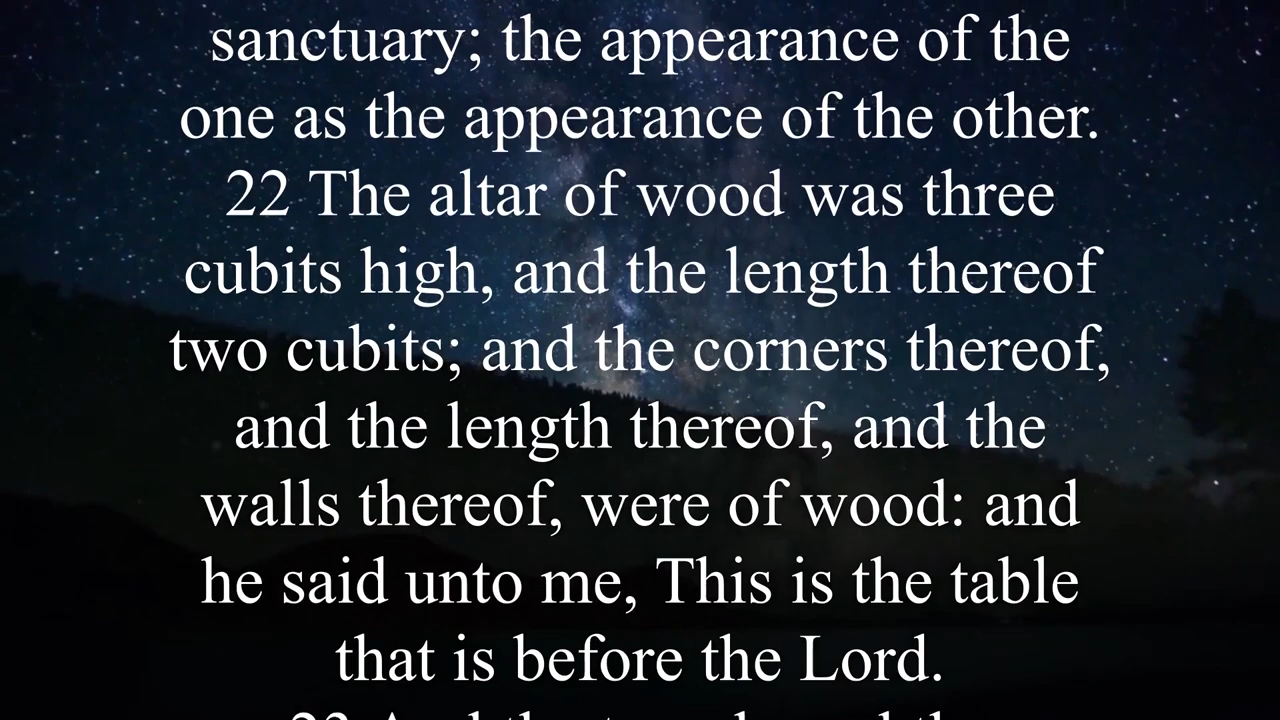 sanctuary; the appearance of the
one as the appearance of the other.
22 The altar of wood was three
cubits high, and the length thereof
two cubits; and the corners thereof,
and the length thereof, and the
walls thereof, were of wood: and
he said unto me, This is the table
that is before the Lord.